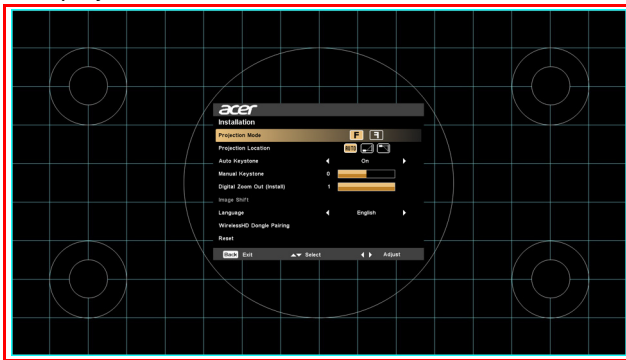 acer
Installation
Projection Mode F F
Projection Location AUTO
Auto Keystone On
Manual Keystone 0
Digital Zoom Out (Install) 1
Image Shift
Language English
WirelessHD Dongle Pairing
Reset
Back Exit Select Adjust